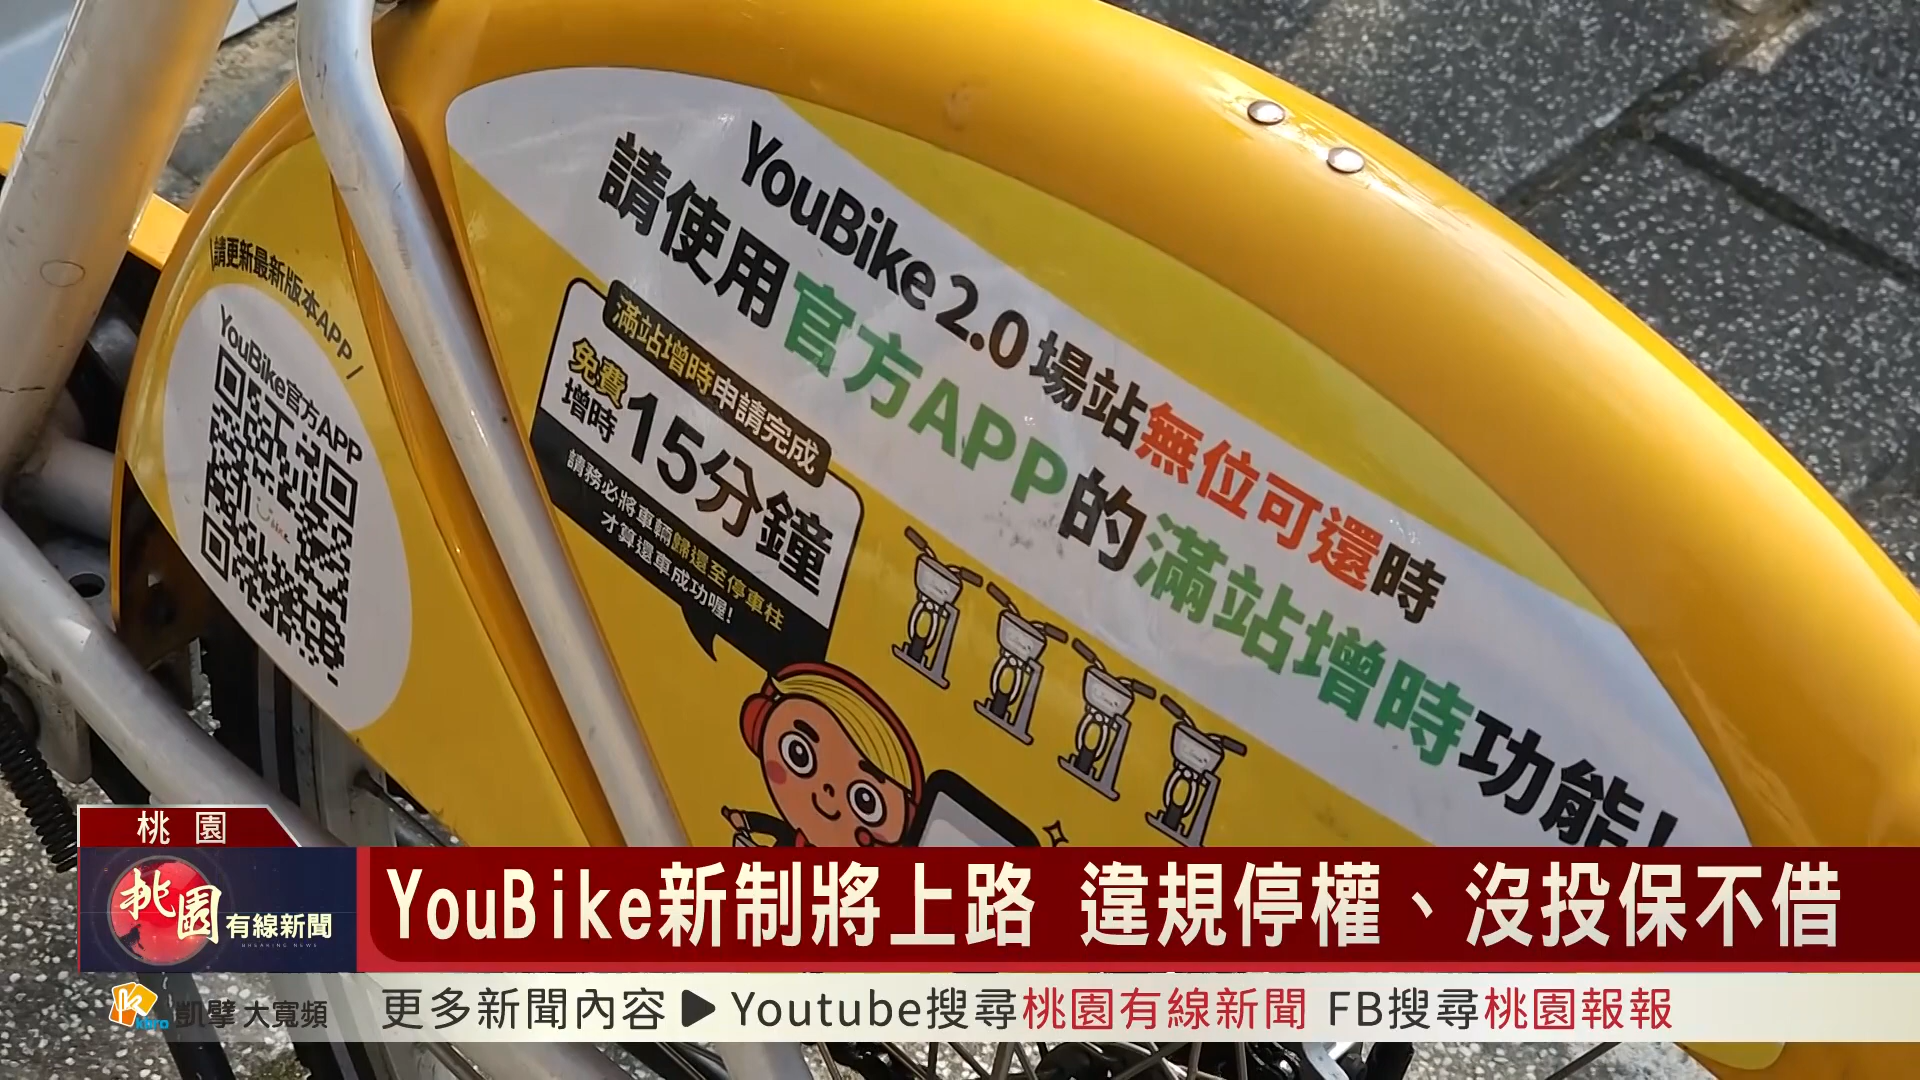 YouBike 2.0 場站無位可還時
請使用官方APP的滿站增時功能!
滿站增時申請完成
免費
增時
15分鐘
請務必將車輛歸還至停車柱
才算還車成功喔!
\請更新最新版本APP/
YouBike官方APP
桃園
桃園有線新聞
BREAKING NEWS
YouBike新制將上路 違規停權、沒投保不借
kbro 凱擘大寬頻
更多新聞內容▶Youtube搜尋桃園有線新聞 FB搜尋桃園報報